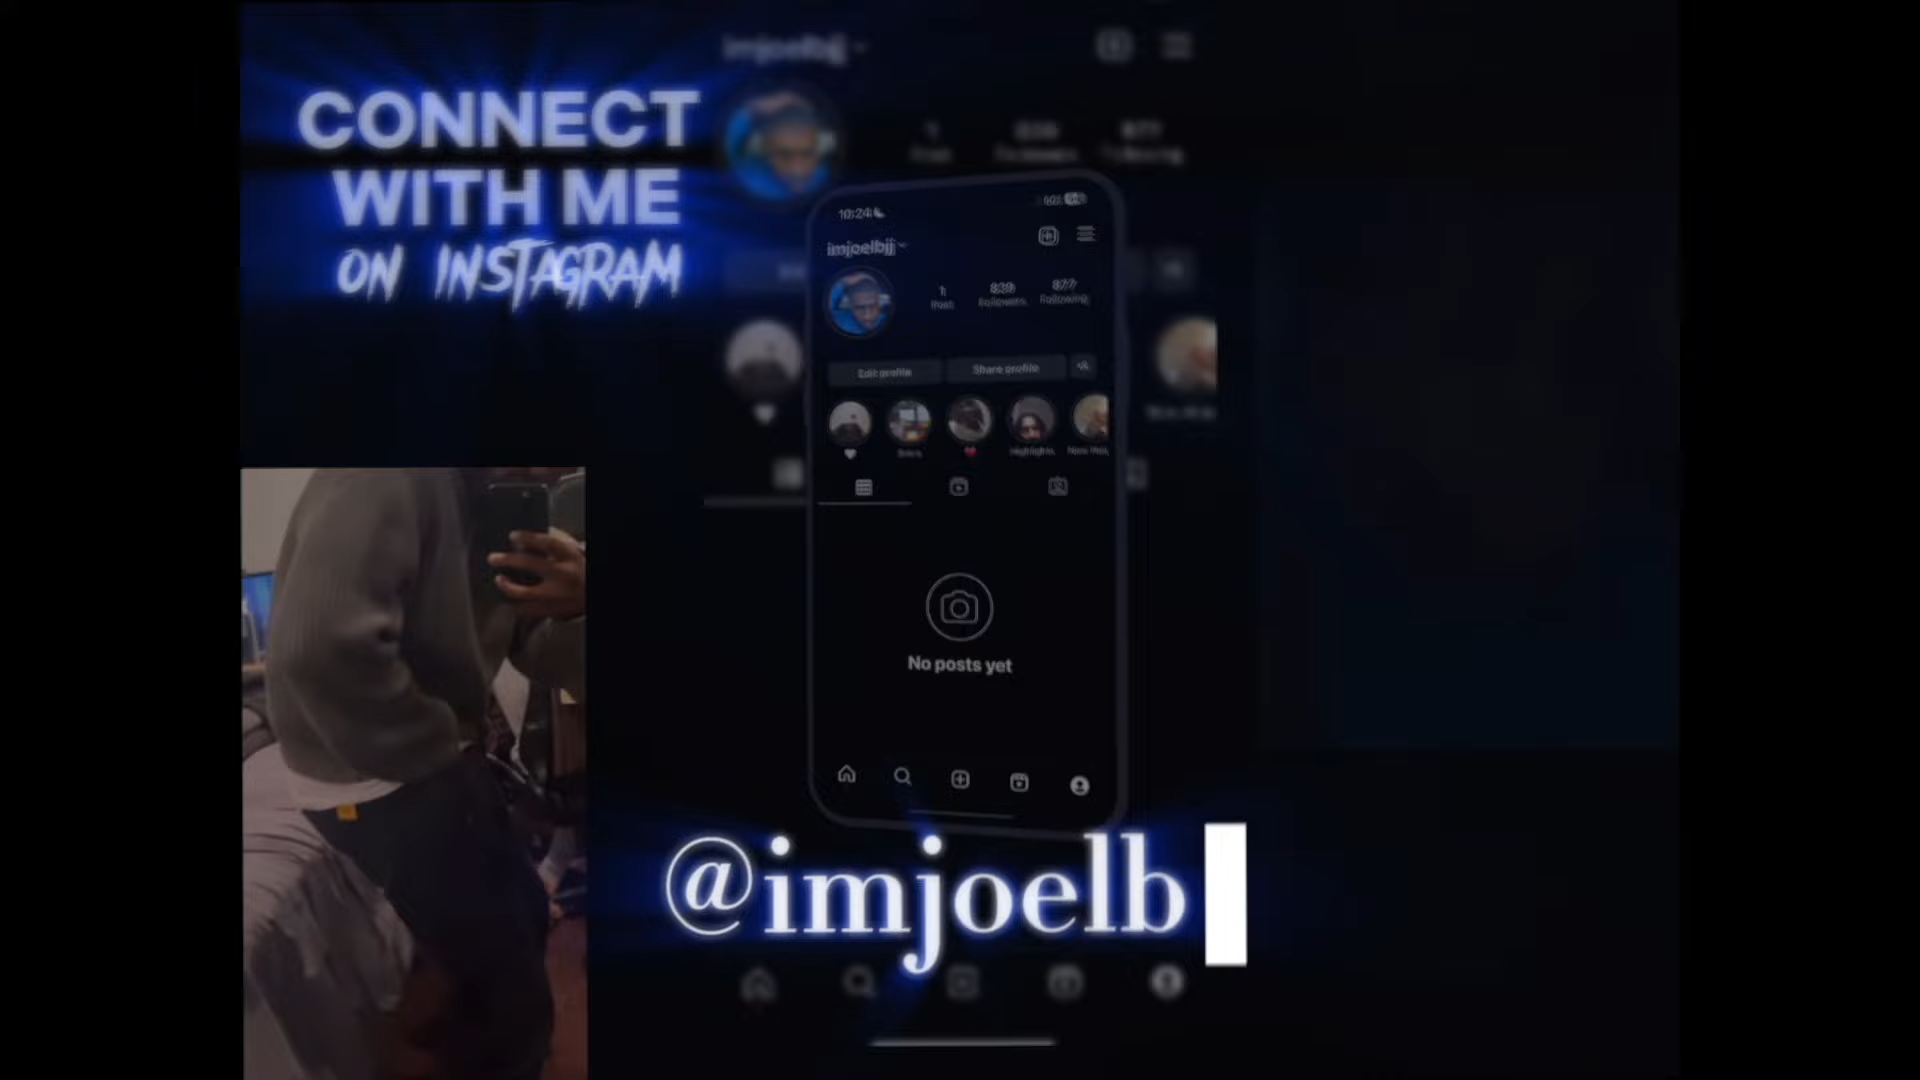 CONNECT
WITH ME
ON INSTAGRAM
imjoelbjj
10:24
imjoelbjj
1 839 877
Post Followers Following
Edit profile Share profile
Highlights
No posts yet
@imjoelb